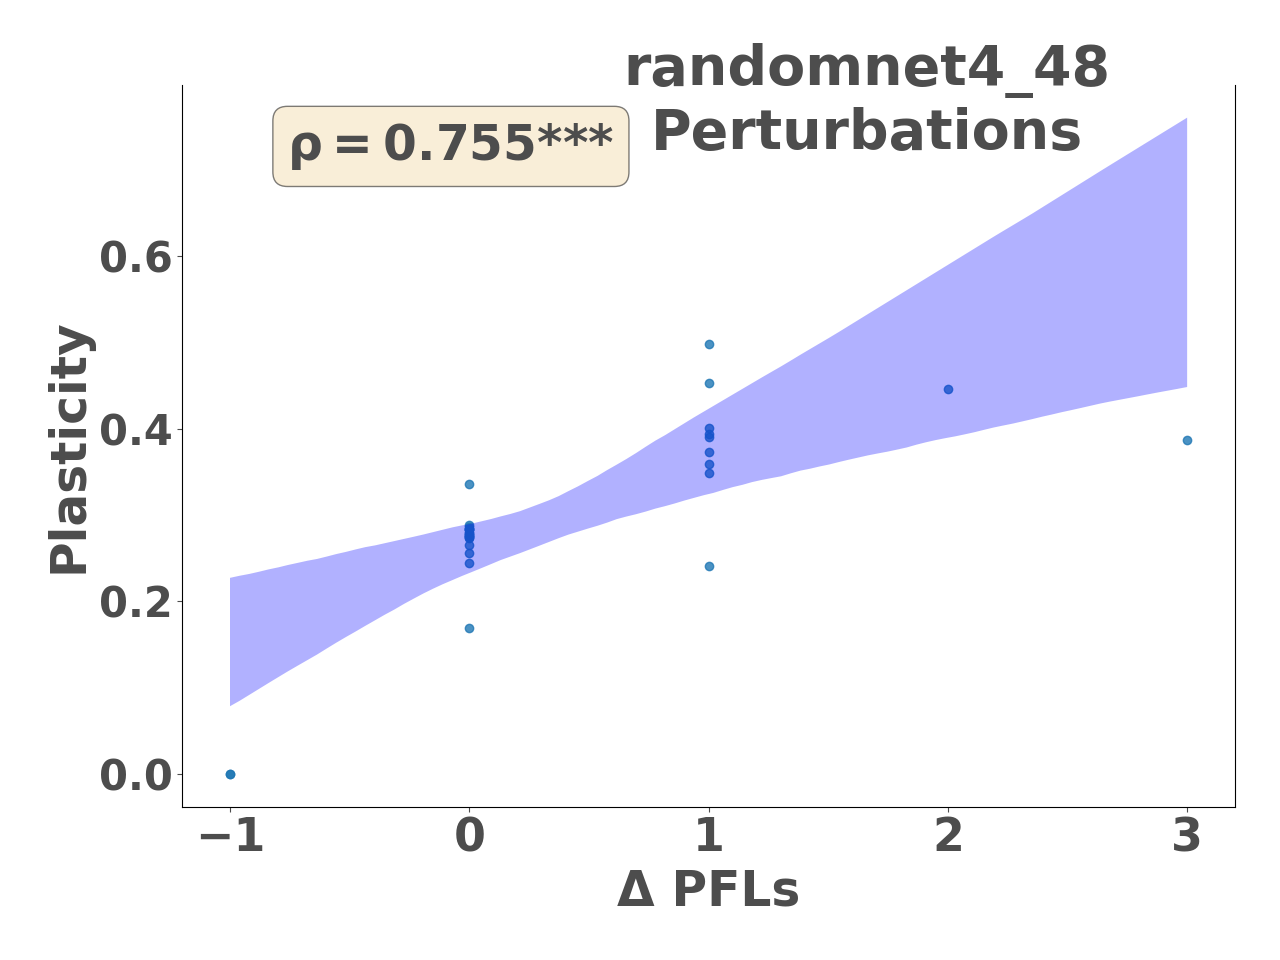 randomnet4_48
Perturbations
ρ = 0.755***
Plasticity
0.6
0.4
0.2
0.0
−1 0 1 2 3
Δ PFLs